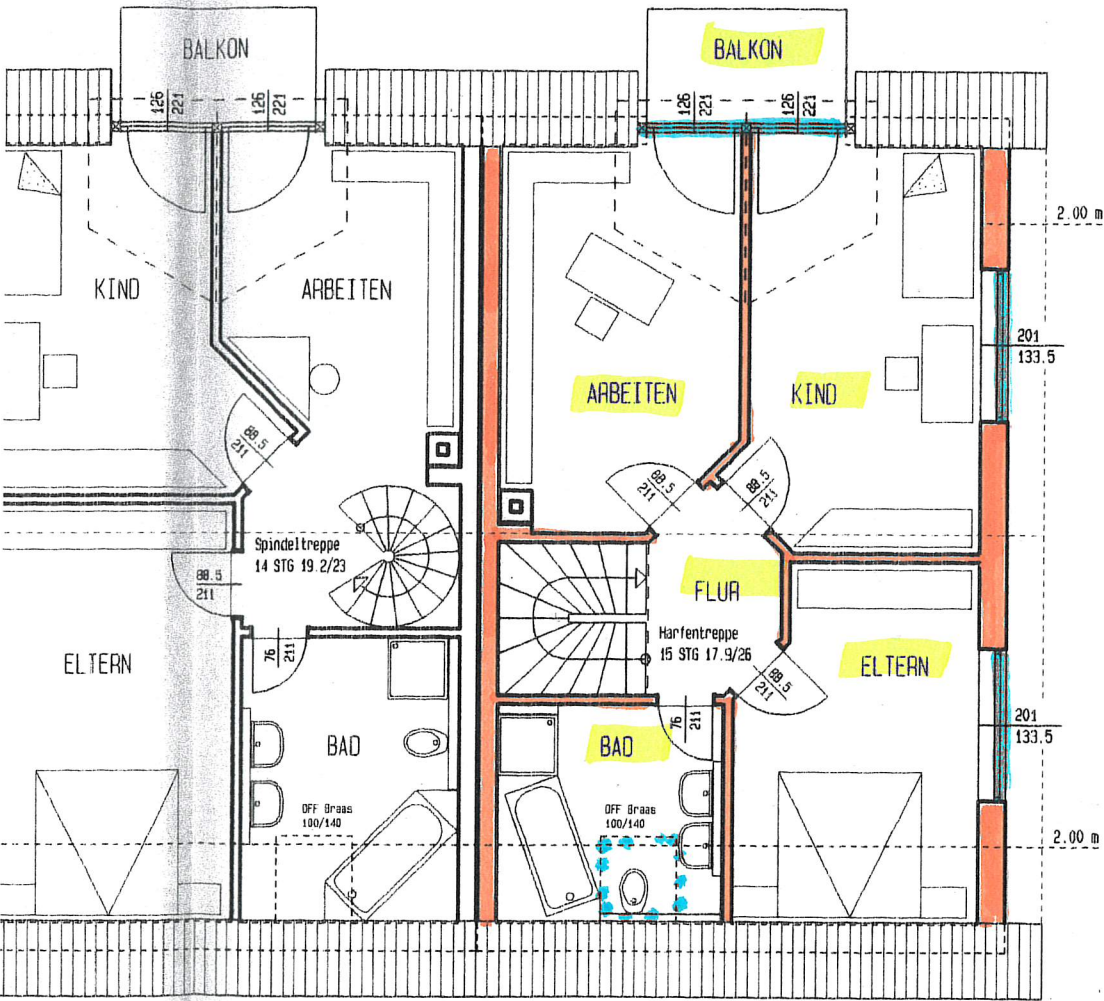 BALKON
BALKON
126
221
126
221
126
221
126
221
2.00 m
KIND
ARBEITEN
201
133.5
ARBEITEN
KIND
88.5
211
88.5
211
88.5
211
Spindeltreppe
14 STG 19.2/23
88.5
211
FLUR
Harfentreppe
15 STG 17.9/26
76
211
ELTERN
ELTERN
88.5
211
76
211
201
133.5
BAD
BAD
OFF Braas
100/140
OFF Braas
100/140
2.00 m